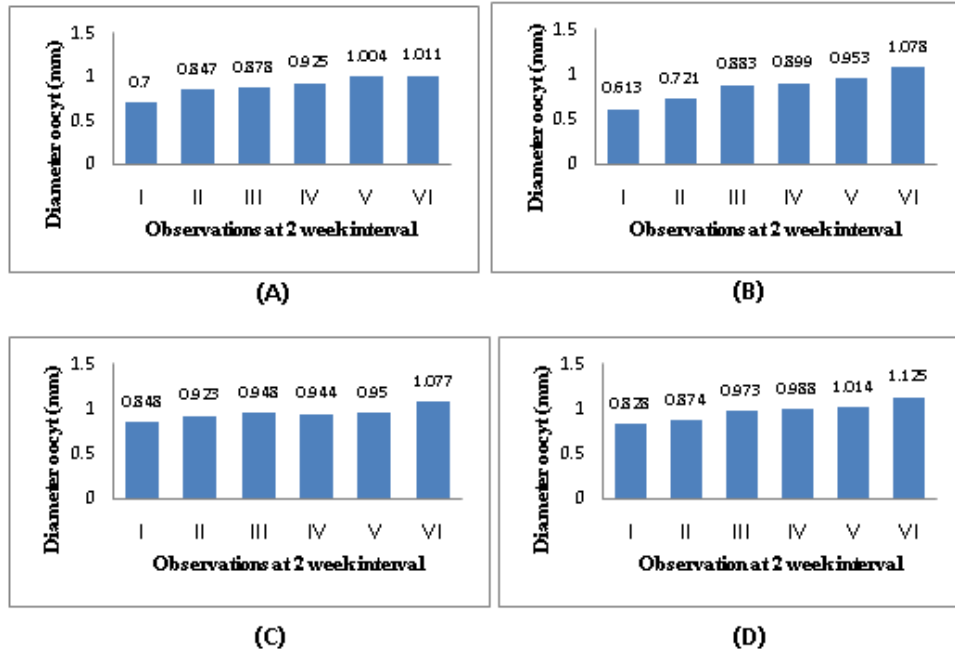 Diameter oocyt (mm)
1.5
1
0.5
0
0.7 0.847 0.878 0.925 1.004 1.011
I II III IV V VI
Observations at 2 week interval
(A)
Diameter oocyt (mm)
1.5
1
0.5
0
0.613 0.721 0.883 0.899 0.953 1.078
I II III IV V VI
Observations at 2 week interval
(B)
Diameter oocyt (mm)
1.5
1
0.5
0
0.848 0.923 0.948 0.944 0.95 1.077
I II III IV V VI
Observations at 2 week interval
(C)
Diameter oocyt (mm)
1.5
1
0.5
0
0.828 0.874 0.973 0.988 1.014 1.125
I II III IV V VI
Observation at 2 week interval
(D)